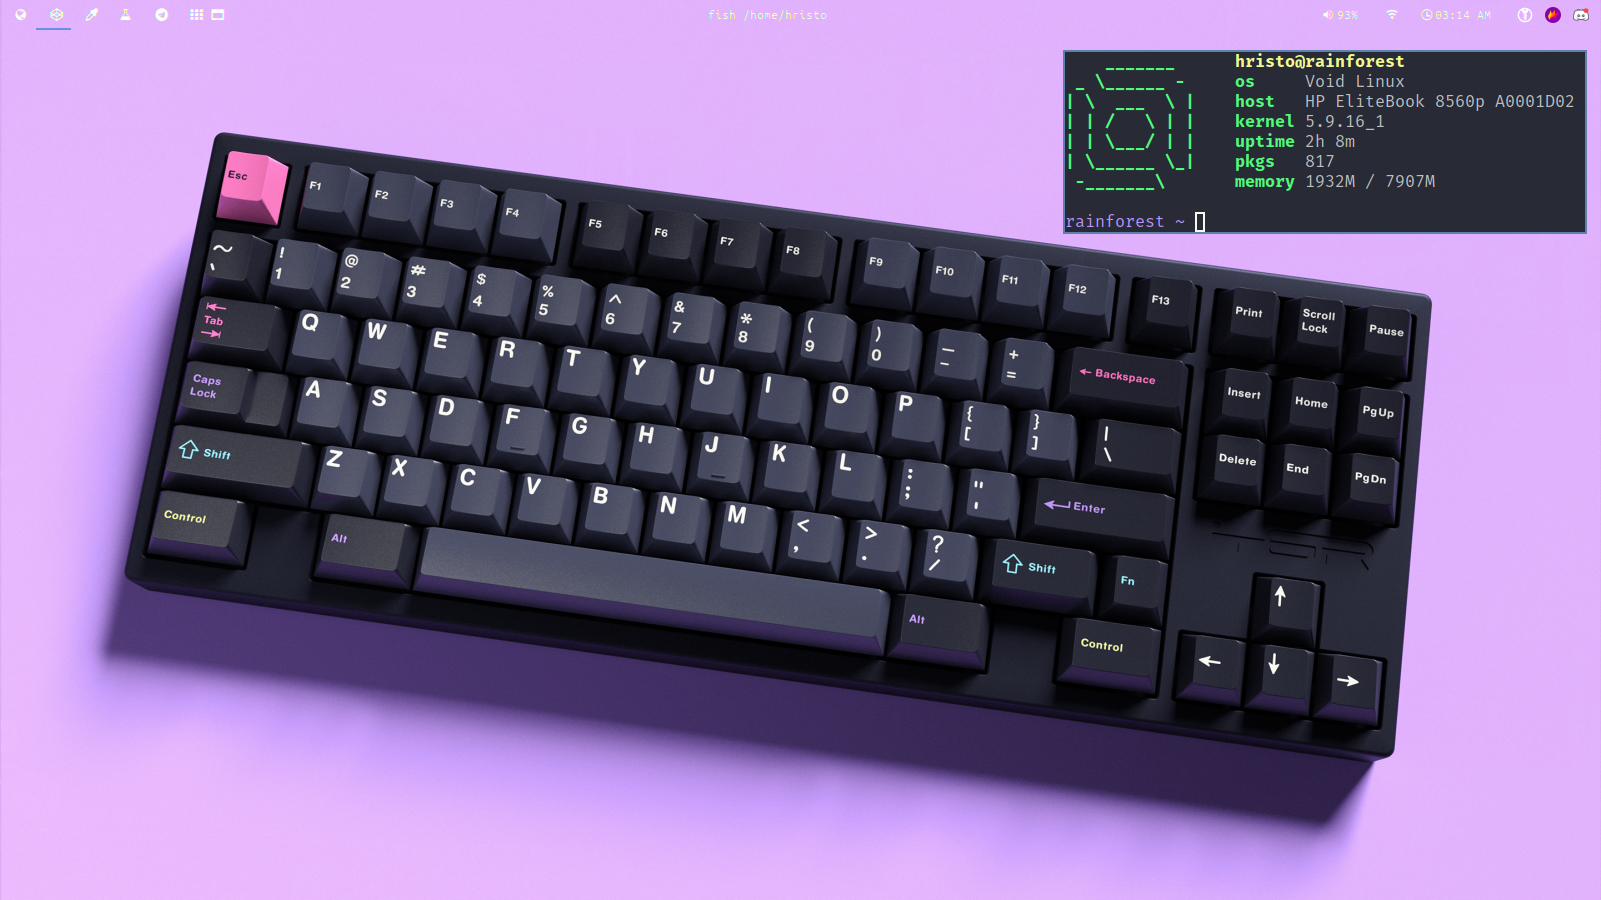 fish /home/hristo
93%
03:14 AM
hristo@rainforest
os Void Linux
host HP EliteBook 8560p A0001D02
kernel 5.9.16_1
uptime 2h 8m
pkgs 817
memory 1932M / 7907M
rainforest ~
Esc F1 F2 F3 F4 F5 F6 F7 F8 F9 F10 F11 F12 F13 Print Scroll Lock Pause
~ ` ! 1 @ 2 # 3 $ 4 % 5 ^ 6 & 7 * 8 ( 9 ) 0 — – + = ← Backspace Insert Home PgUp
Tab Q W E R T Y U I O P { [ } ] | \ Delete End PgDn
Caps Lock A S D F G H J K L : ; " ' Enter
Shift Z X C V B N M < , > . ? / Shift Fn ↑
Control Alt Alt Control ← ↓ →